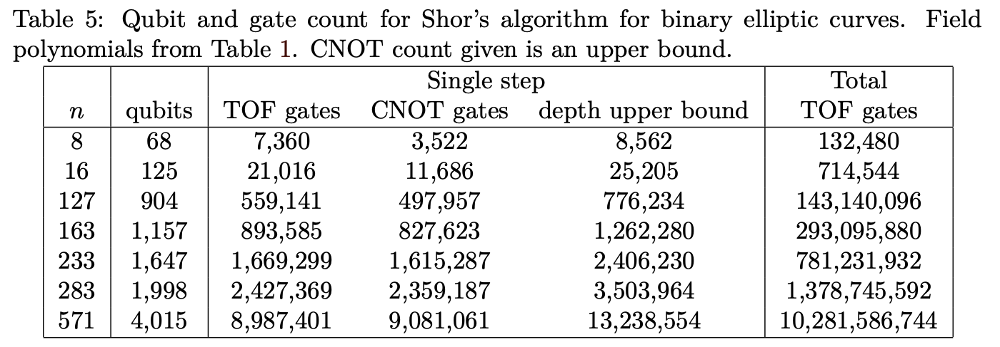 Table 5: Qubit and gate count for Shor's algorithm for binary elliptic curves. Field
polynomials from Table 1. CNOT count given is an upper bound.
Single step Total
n qubits TOF gates CNOT gates depth upper bound TOF gates
8 68 7,360 3,522 8,562 132,480
16 125 21,016 11,686 25,205 714,544
127 904 559,141 497,957 776,234 143,140,096
163 1,157 893,585 827,623 1,262,280 293,095,880
233 1,647 1,669,299 1,615,287 2,406,230 781,231,932
283 1,998 2,427,369 2,359,187 3,503,964 1,378,745,592
571 4,015 8,987,401 9,081,061 13,238,554 10,281,586,744